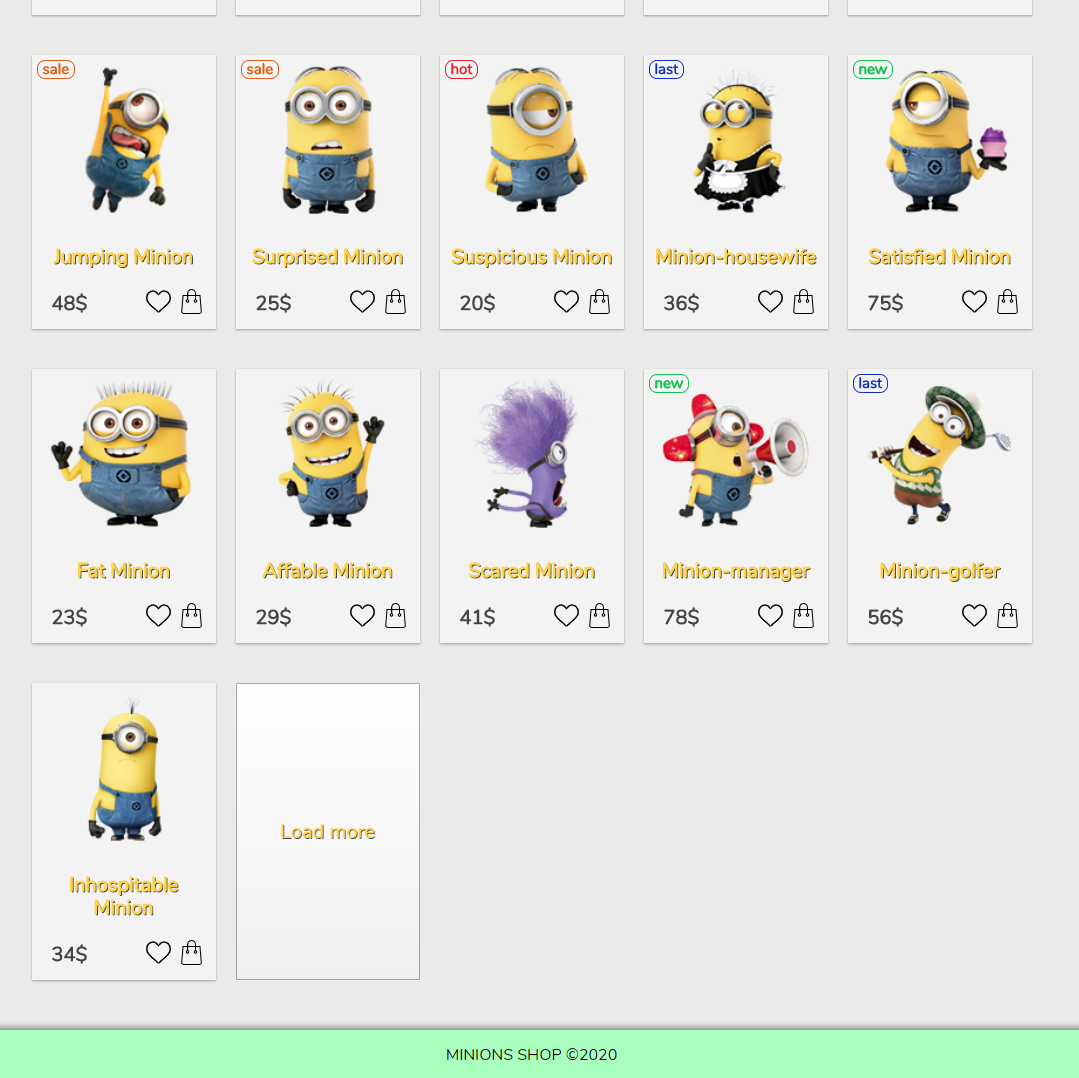 sale
sale
hot
last
new
Jumping Minion
Surprised Minion
Suspicious Minion
Minion-housewife
Satisfied Minion
48$
25$
20$
36$
75$
new
last
Fat Minion
Affable Minion
Scared Minion
Minion-manager
Minion-golfer
23$
29$
41$
78$
56$
Load more
Inhospitable
Minion
34$
MINIONS SHOP ©2020